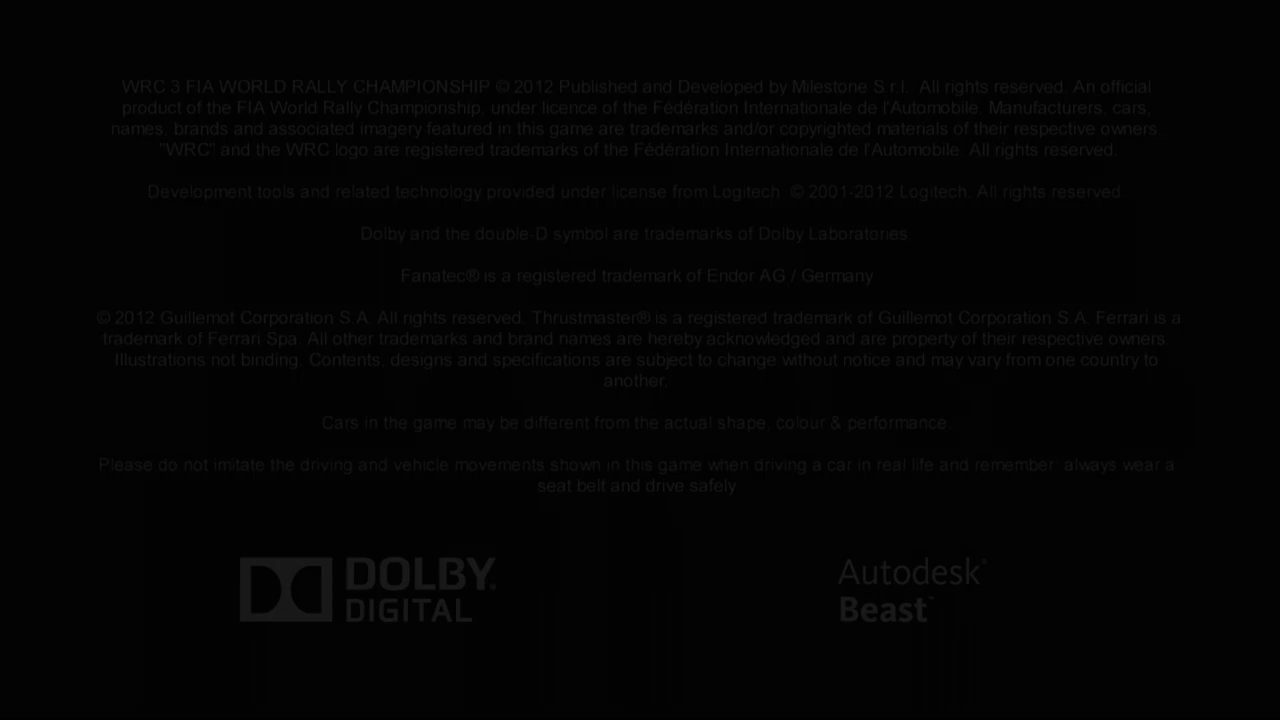 WRC 3 FIA WORLD RALLY CHAMPIONSHIP © 2012 Published and Developed by Milestone S.r.l.. All rights reserved. An official
product of the FIA World Rally Championship, under licence of the Fédération Internationale de l'Automobile. Manufacturers, cars,
names, brands and associated imagery featured in this game are trademarks and/or copyrighted materials of their respective owners.
"WRC" and the WRC logo are registered trademarks of the Fédération Internationale de l'Automobile. All rights reserved.
Development tools and related technology provided under license from Logitech. © 2001-2012 Logitech. All rights reserved.
Dolby and the double-D symbol are trademarks of Dolby Laboratories.
Fanatec® is a registered trademark of Endor AG / Germany
© 2012 Guillemot Corporation S.A. All rights reserved. Thrustmaster® is a registered trademark of Guillemot Corporation S.A. Ferrari is a
trademark of Ferrari Spa. All other trademarks and brand names are hereby acknowledged and are property of their respective owners.
Illustrations not binding. Contents, designs and specifications are subject to change without notice and may vary from one country to
another.
Cars in the game may be different from the actual shape, colour & performance.
Please do not imitate the driving and vehicle movements shown in this game when driving a car in real life and remember: always wear a
seat belt and drive safely.
DOLBY®
DIGITAL
Autodesk™
Beast™